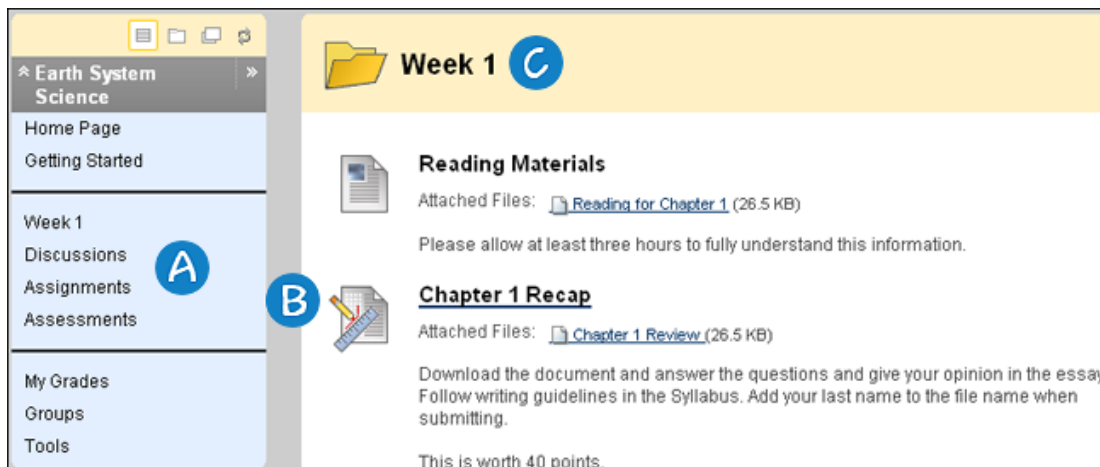 Earth System
Science
Home Page
Getting Started
Week 1
Discussions
Assignments
Assessments
A
My Grades
Groups
Tools
Week 1
C
Reading Materials
Attached Files: Reading for Chapter 1 (26.5 KB)
Please allow at least three hours to fully understand this information.
B
Chapter 1 Recap
Attached Files: Chapter 1 Review (26.5 KB)
Download the document and answer the questions and give your opinion in the essay
Follow writing guidelines in the Syllabus. Add your last name to the file name when
submitting.
This is worth 40 points.